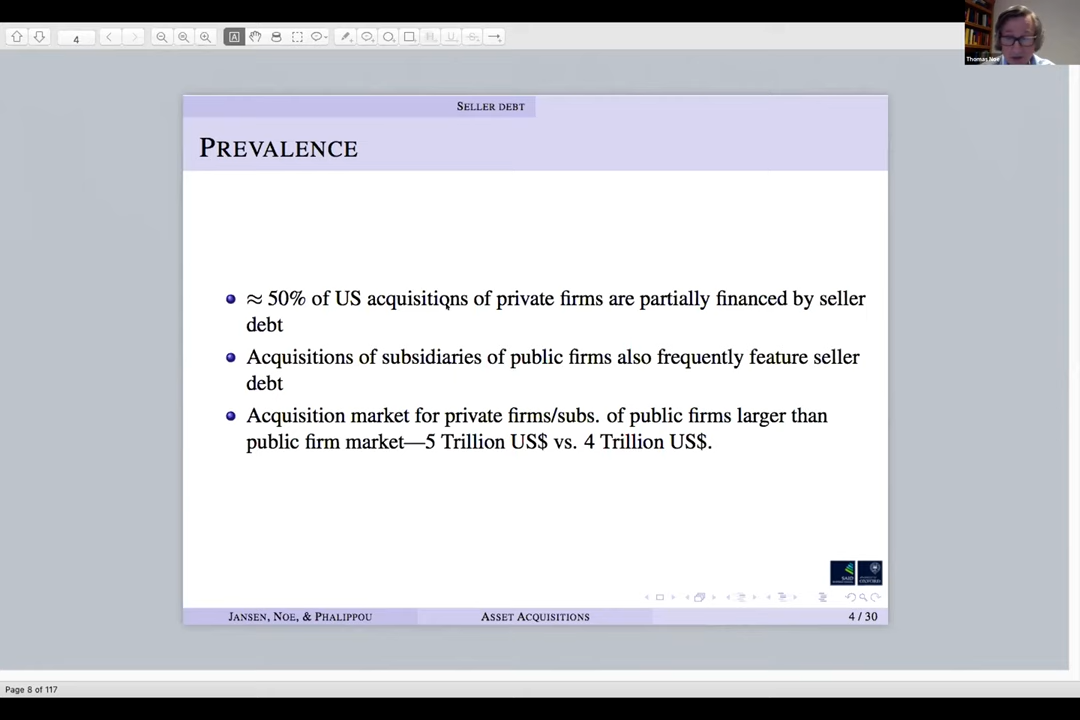 4
Thomas Noe
SELLER DEBT
PREVALENCE
≈ 50% of US acquisitions of private firms are partially financed by seller
debt
Acquisitions of subsidiaries of public firms also frequently feature seller
debt
Acquisition market for private firms/subs. of public firms larger than
public firm market—5 Trillion US$ vs. 4 Trillion US$.
JANSEN, NOE, & PHALIPPOU
ASSET ACQUISITIONS
4 / 30
Page 8 of 117